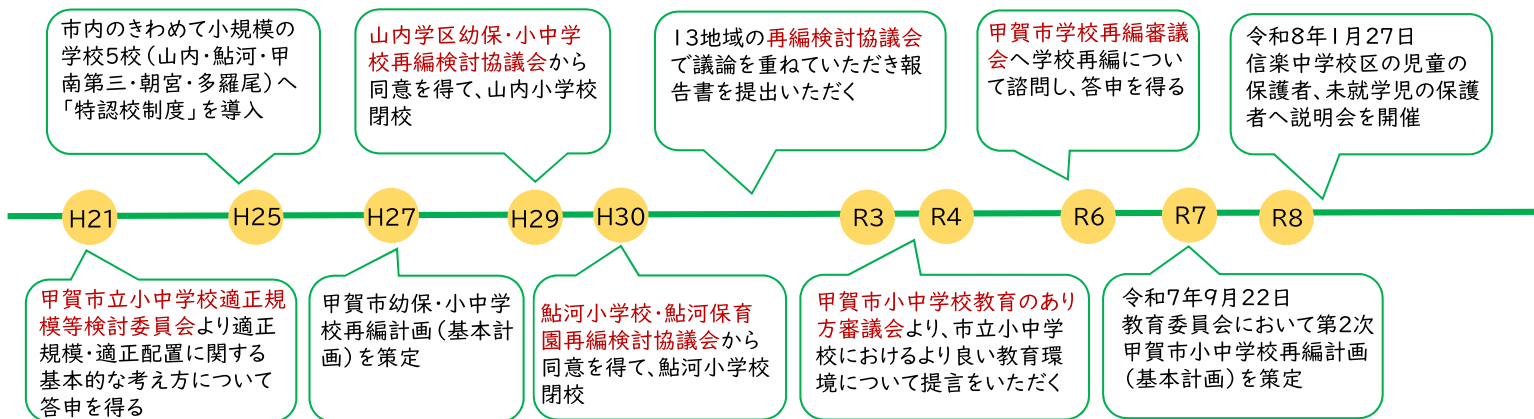 市内のきわめて小規模の
学校5校(山内・鮎河・甲
南第三・朝宮・多羅尾)へ
「特認校制度」を導入
山内学区幼保・小中学
校再編検討協議会から
同意を得て、山内小学校
閉校
13地域の再編検討協議会
で議論を重ねていただき報
告書を提出いただく
甲賀市学校再編審議
会へ学校再編につい
て諮問し、答申を得る
令和8年1月27日
信楽中学校区の児童の
保護者、未就学児の保護
者へ説明会を開催
H21
H25
H27
H29
H30
R3
R4
R6
R7
R8
甲賀市立小中学校適正規
模等検討委員会より適正
規模・適正配置に関する
基本的な考え方について
答申を得る
甲賀市幼保・小中学
校再編計画(基本計
画)を策定
鮎河小学校・鮎河保育
園再編検討協議会から
同意を得て、鮎河小学校
閉校
甲賀市小中学校教育のあり
方審議会より、市立小中学
校におけるより良い教育環
境について提言をいただく
令和7年9月22日
教育委員会において第2次
甲賀市小中学校再編計画
(基本計画)を策定